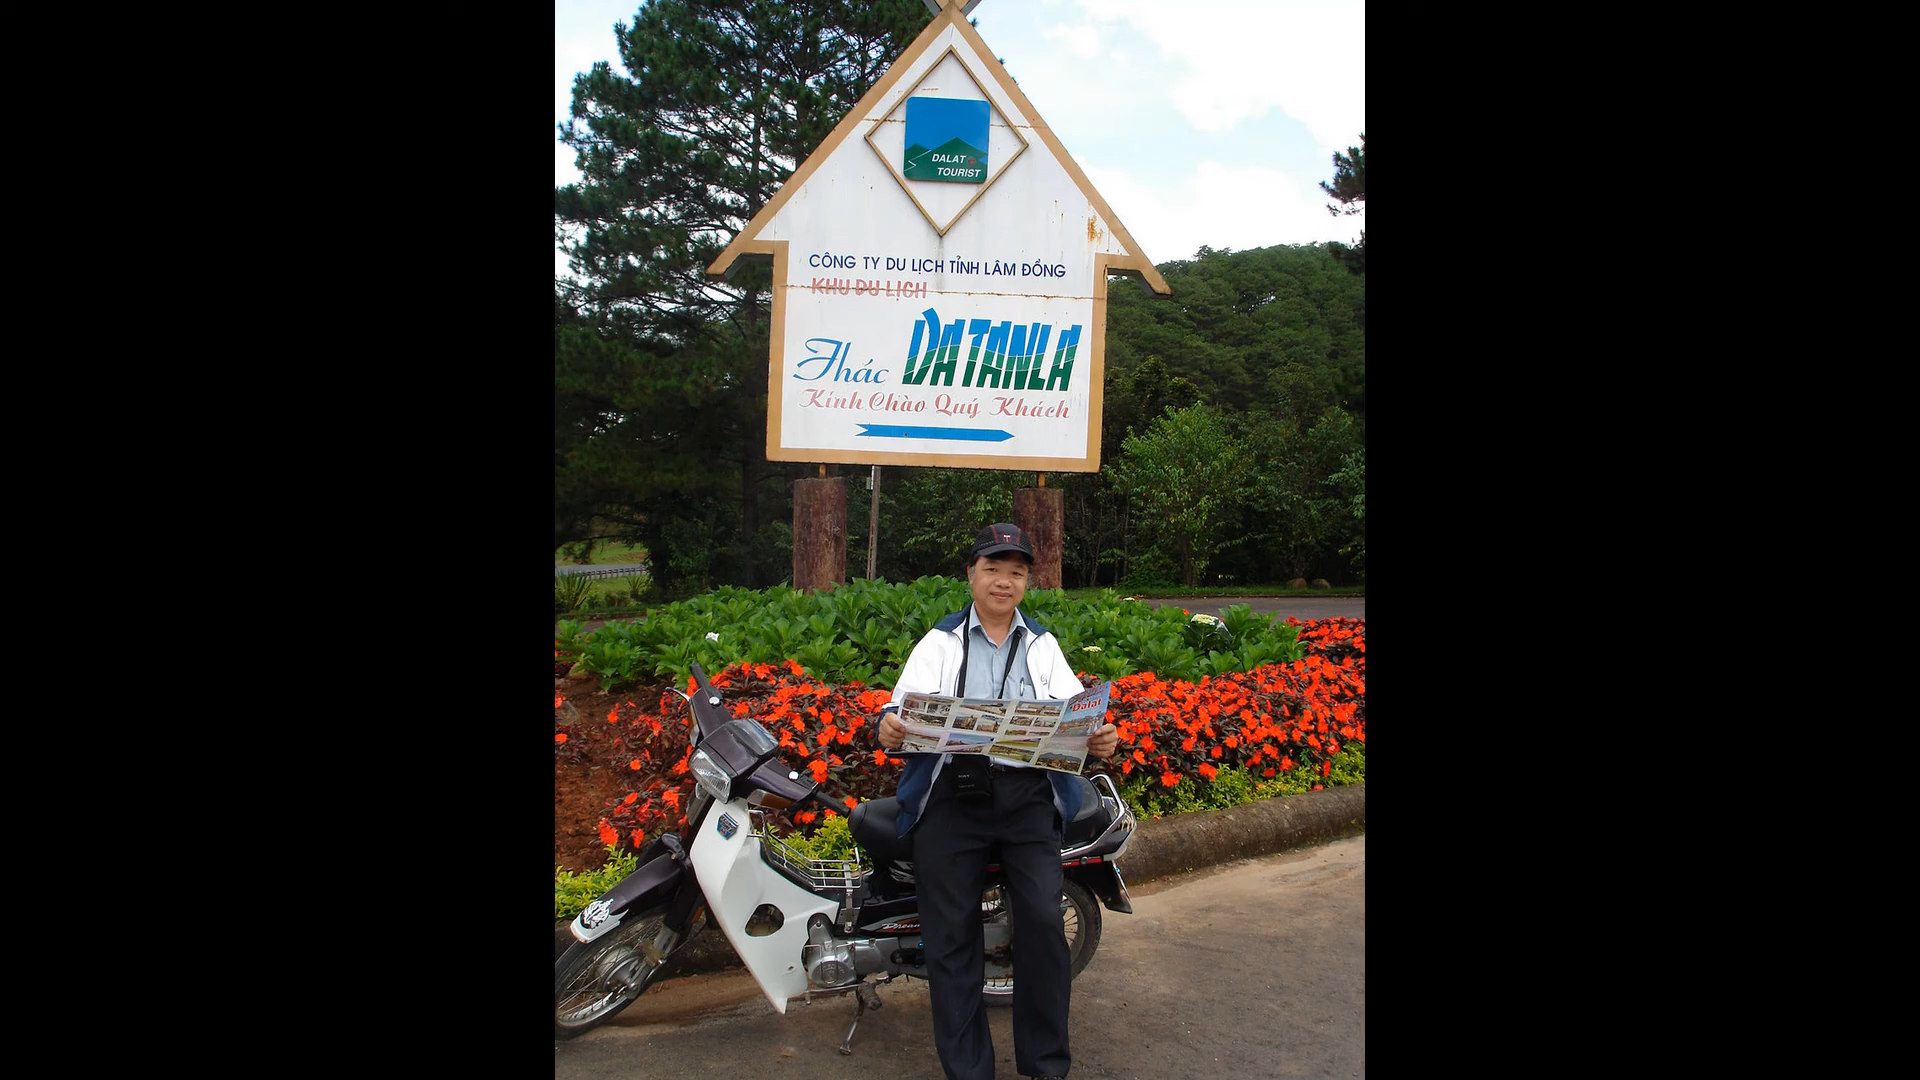 DALAT
TOURIST
CÔNG TY DU LỊCH TỈNH LÂM ĐỒNG
KHU DU LỊCH
Thác DATANLA
Kính Chào Quý Khách
Dalat
Dream